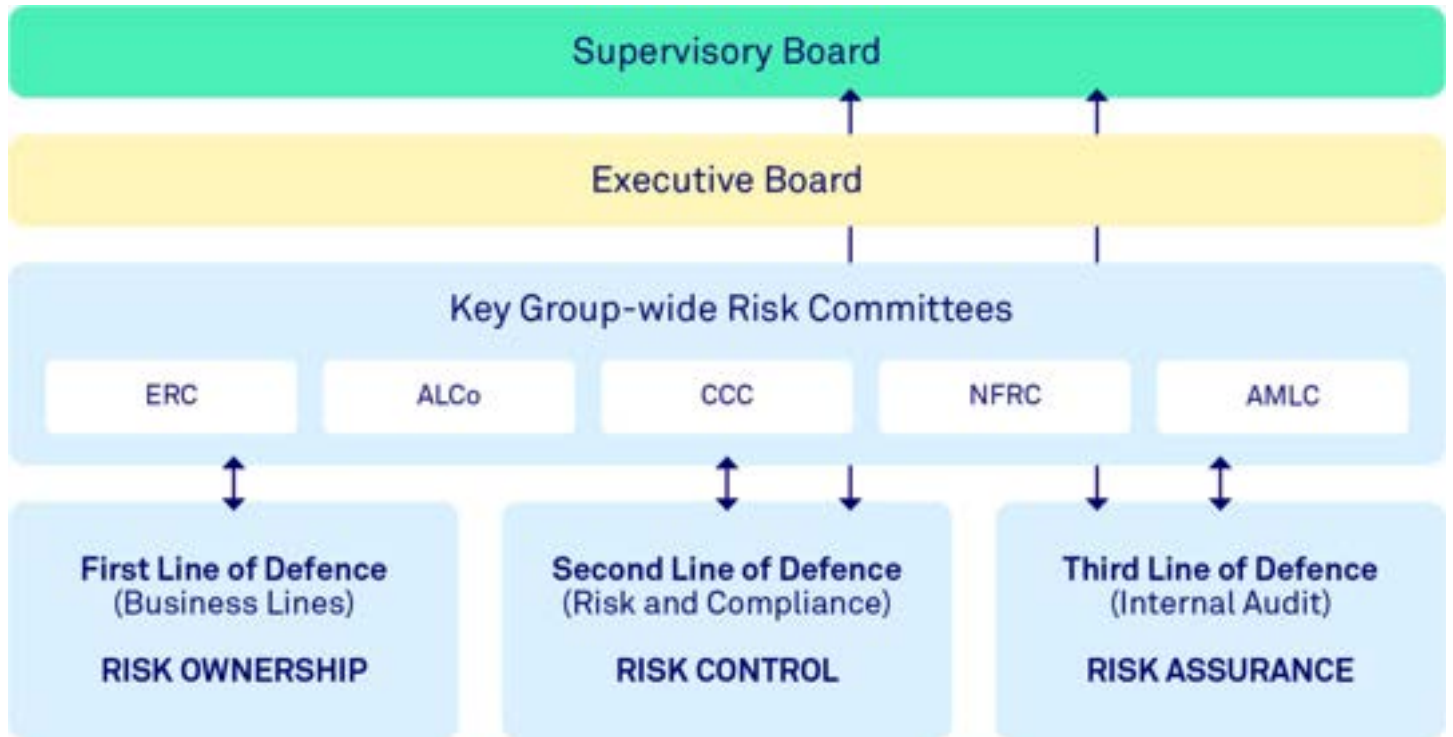 Supervisory Board
Executive Board
Key Group-wide Risk Committees
ERC
ALCo
CCC
NFRC
AMLC
First Line of Defence
(Business Lines)
RISK OWNERSHIP
Second Line of Defence
(Risk and Compliance)
RISK CONTROL
Third Line of Defence
(Internal Audit)
RISK ASSURANCE